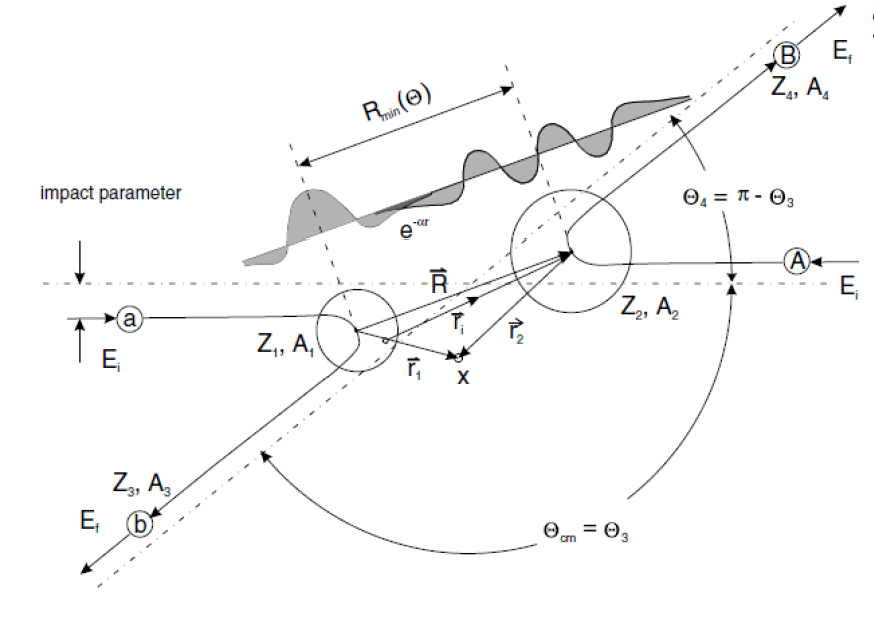 B
E_f
Z_4, A_4
R_min(Θ)
impact parameter
Θ_4 = π - Θ_3
e^-αr
A
E_i
R⃗
a
Z_2, A_2
r⃗_i
r⃗_2
Z_1, A_1
E_i
r⃗_1
x
Z_3, A_3
E_f
b
Θ_cm = Θ_3